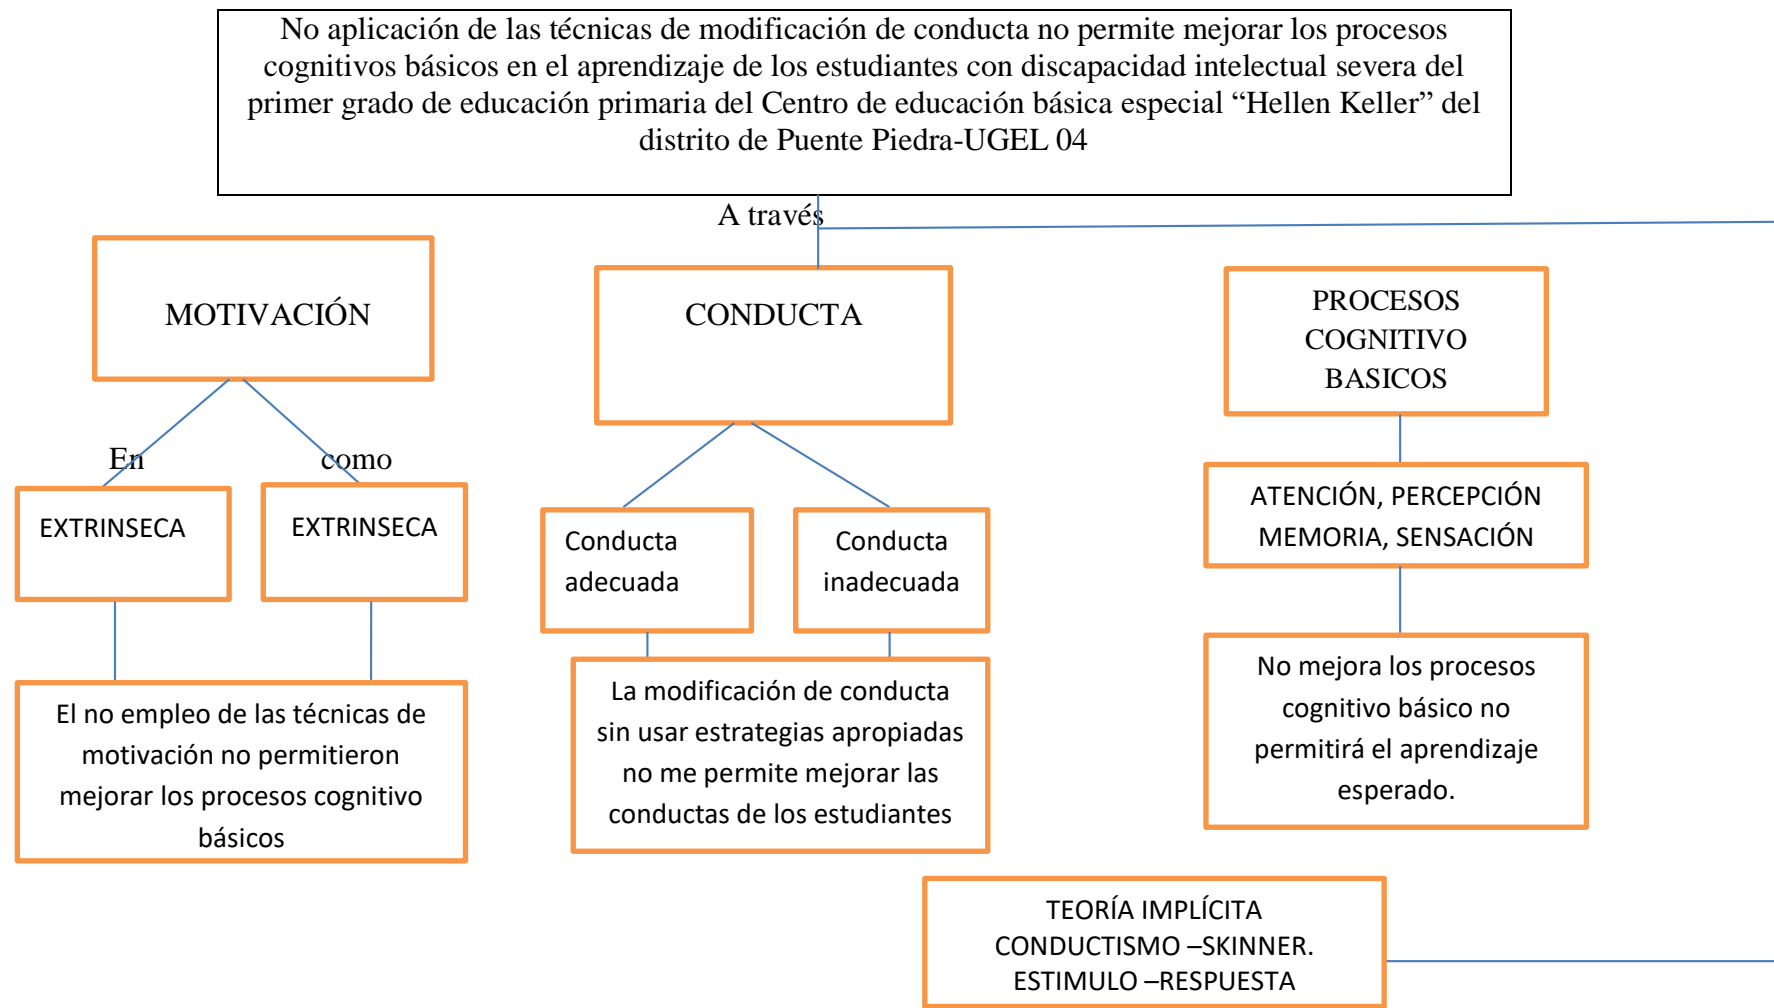 No aplicación de las técnicas de modificación de conducta no permite mejorar los procesos
cognitivos básicos en el aprendizaje de los estudiantes con discapacidad intelectual severa del
primer grado de educación primaria del Centro de educación básica especial “Hellen Keller” del
distrito de Puente Piedra-UGEL 04
A través
MOTIVACIÓN
CONDUCTA
PROCESOS
COGNITIVO
BASICOS
En
como
EXTRINSECA
EXTRINSECA
Conducta
adecuada
Conducta
inadecuada
ATENCIÓN, PERCEPCIÓN
MEMORIA, SENSACIÓN
El no empleo de las técnicas de
motivación no permitieron
mejorar los procesos cognitivo
básicos
La modificación de conducta
sin usar estrategias apropiadas
no me permite mejorar las
conductas de los estudiantes
No mejora los procesos
cognitivo básico no
permitirá el aprendizaje
esperado.
TEORÍA IMPLÍCITA
CONDUCTISMO –SKINNER.
ESTIMULO –RESPUESTA